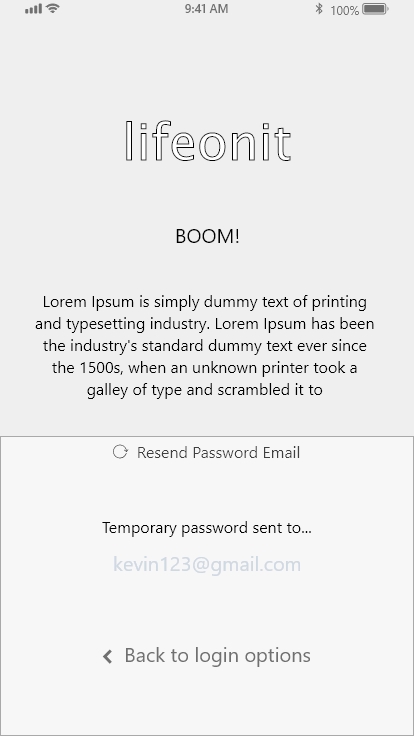 9:41 AM 100%
lifeonit
BOOM!
Lorem Ipsum is simply dummy text of printing
and typesetting industry. Lorem Ipsum has been
the industry's standard dummy text ever since
the 1500s, when an unknown printer took a
galley of type and scrambled it to
Resend Password Email
Temporary password sent to...
kevin123@gmail.com
Back to login options